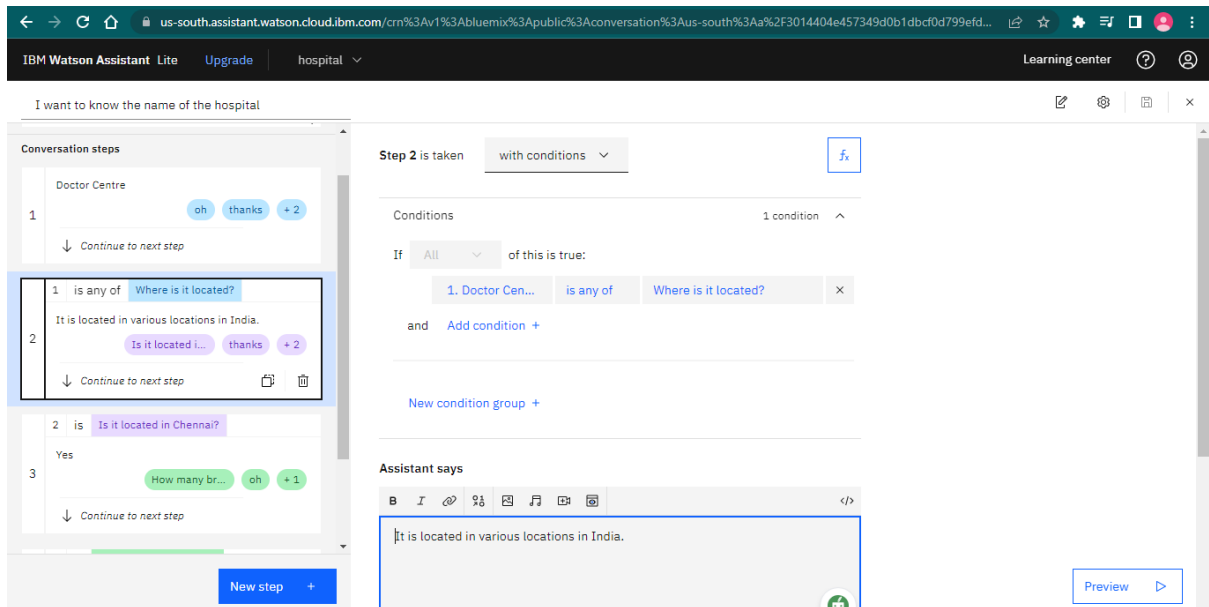 us-south.assistant.watson.cloud.ibm.com/crn%3Av1%3Abluemix%3Apublic%3Aconversation%3Aus-south%3Aa%2F3014404e457349d0b1dbcf0d799efd...
IBM Watson Assistant Lite Upgrade hospital Learning center
I want to know the name of the hospital
Conversation steps
1
Doctor Centre
oh thanks + 2
Continue to next step
2
1 is any of Where is it located?
It is located in various locations in India.
Is it located i... thanks + 2
Continue to next step
3
2 is Is it located in Chennai?
Yes
How many br... oh + 1
Continue to next step
New step +
Step 2 is taken with conditions fx
Conditions 1 condition
If All of this is true:
1. Doctor Cen... is any of Where is it located? ×
and Add condition +
New condition group +
Assistant says
B I </>
It is located in various locations in India.
Preview